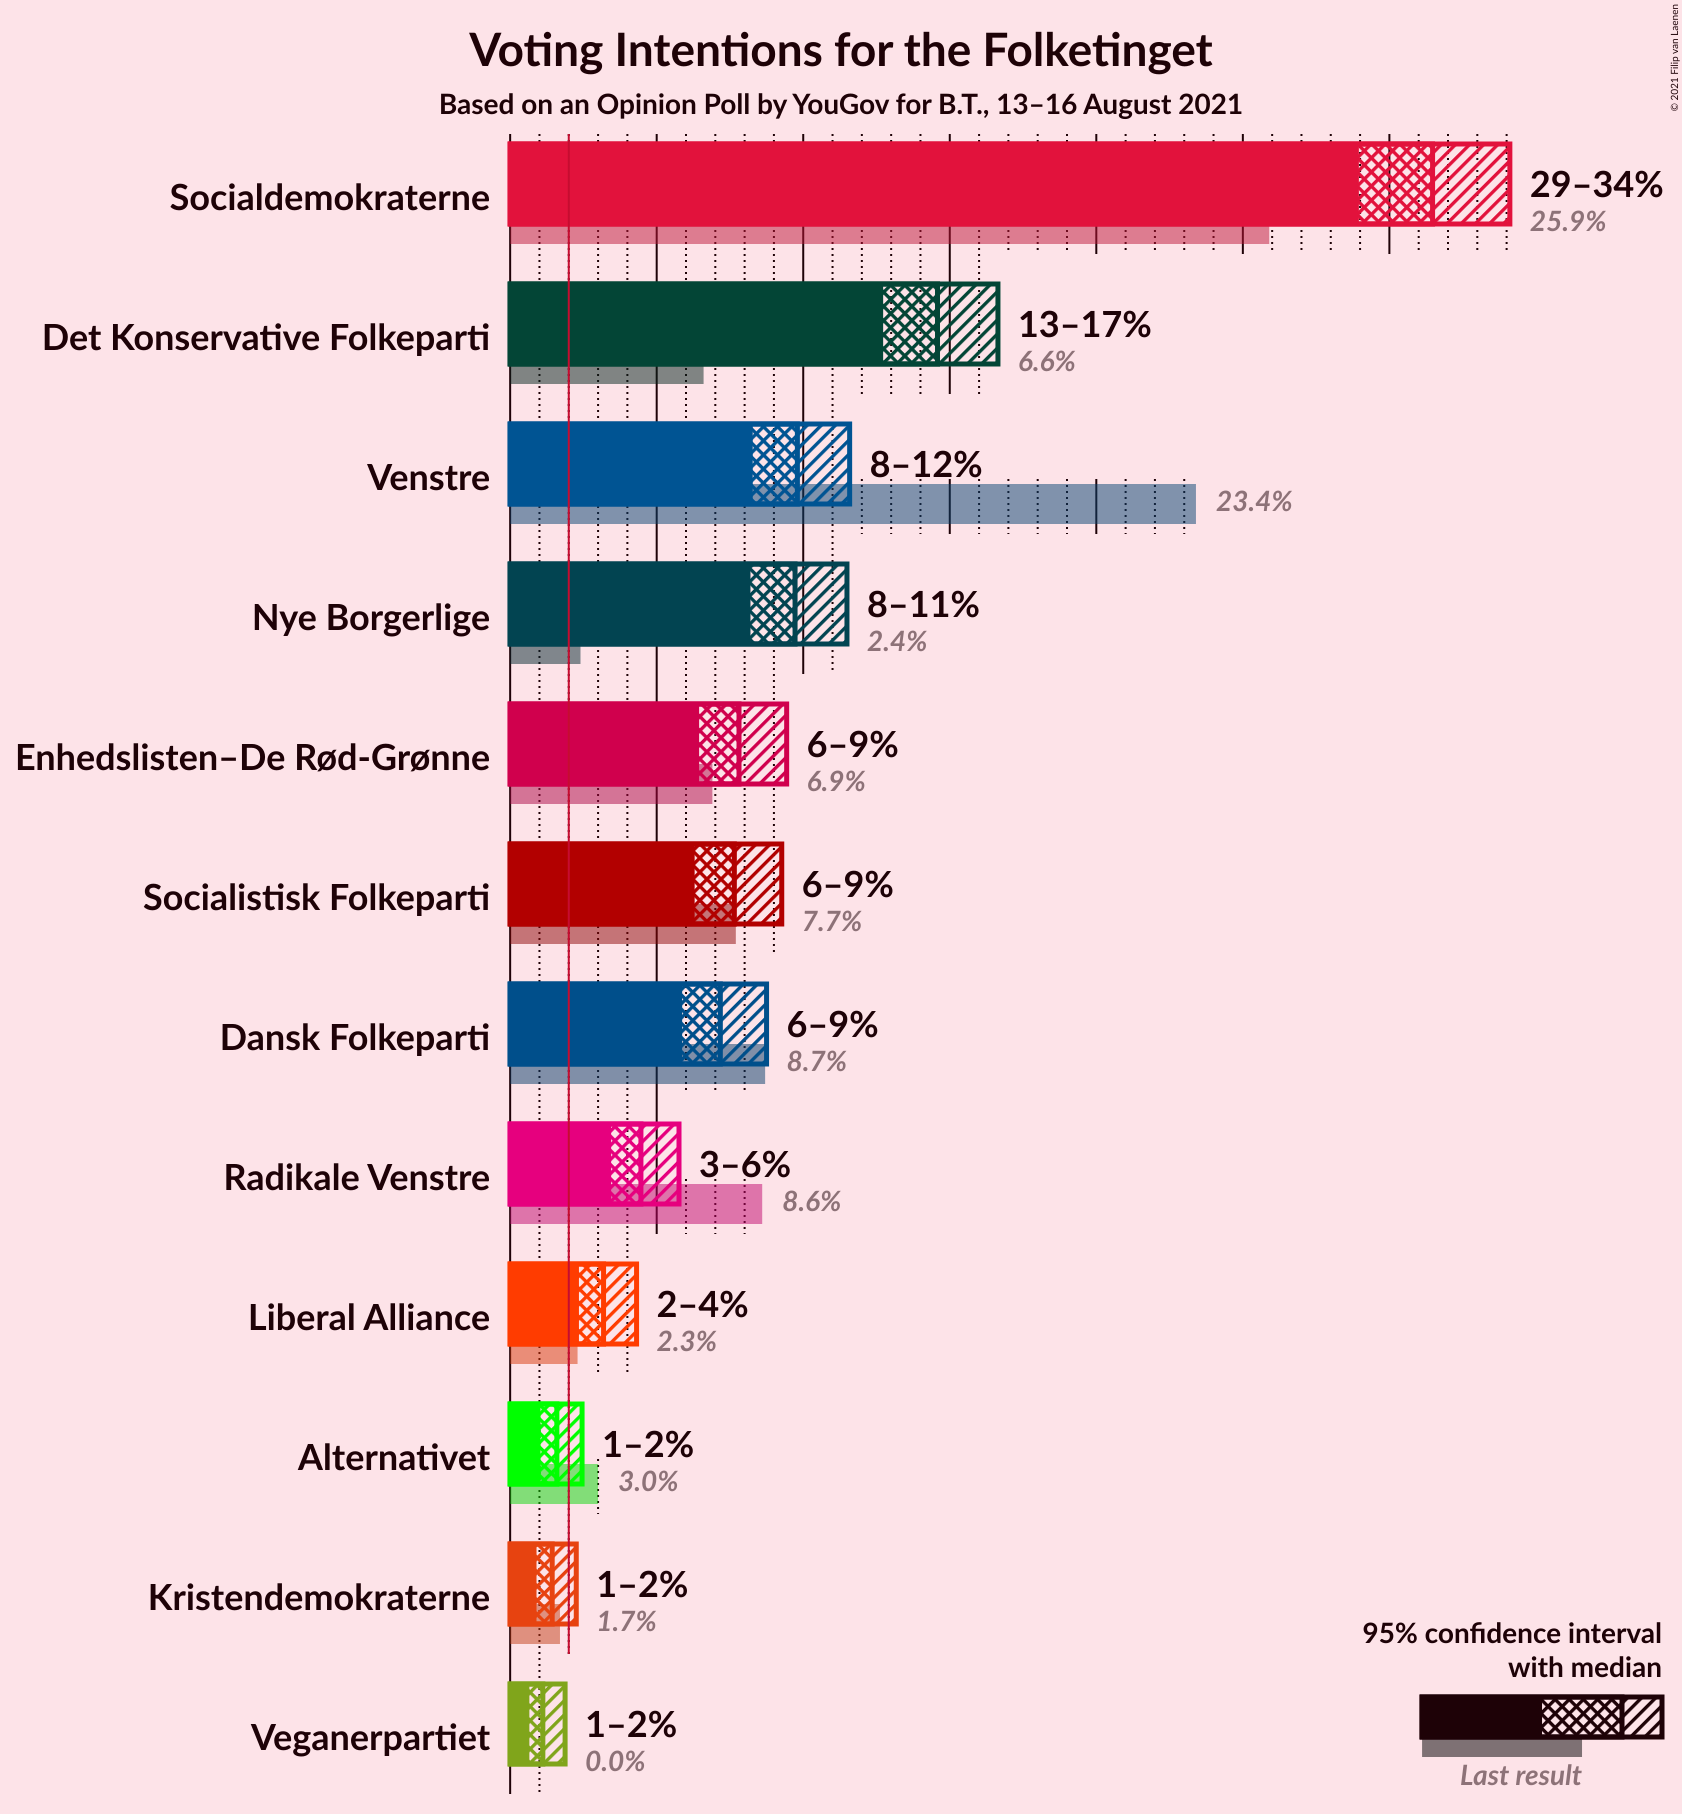 Voting Intentions for the Folketinget
Based on an Opinion Poll by YouGov for B.T., 13–16 August 2021
© 2021 Filip van Laenen
Socialdemokraterne
29–34%
25.9%
Det Konservative Folkeparti
13–17%
6.6%
Venstre
8–12%
23.4%
Nye Borgerlige
8–11%
2.4%
Enhedslisten–De Rød-Grønne
6–9%
6.9%
Socialistisk Folkeparti
6–9%
7.7%
Dansk Folkeparti
6–9%
8.7%
Radikale Venstre
3–6%
8.6%
Liberal Alliance
2–4%
2.3%
Alternativet
1–2%
3.0%
Kristendemokraterne
1–2%
1.7%
Veganerpartiet
1–2%
0.0%
95% confidence interval
with median
Last result